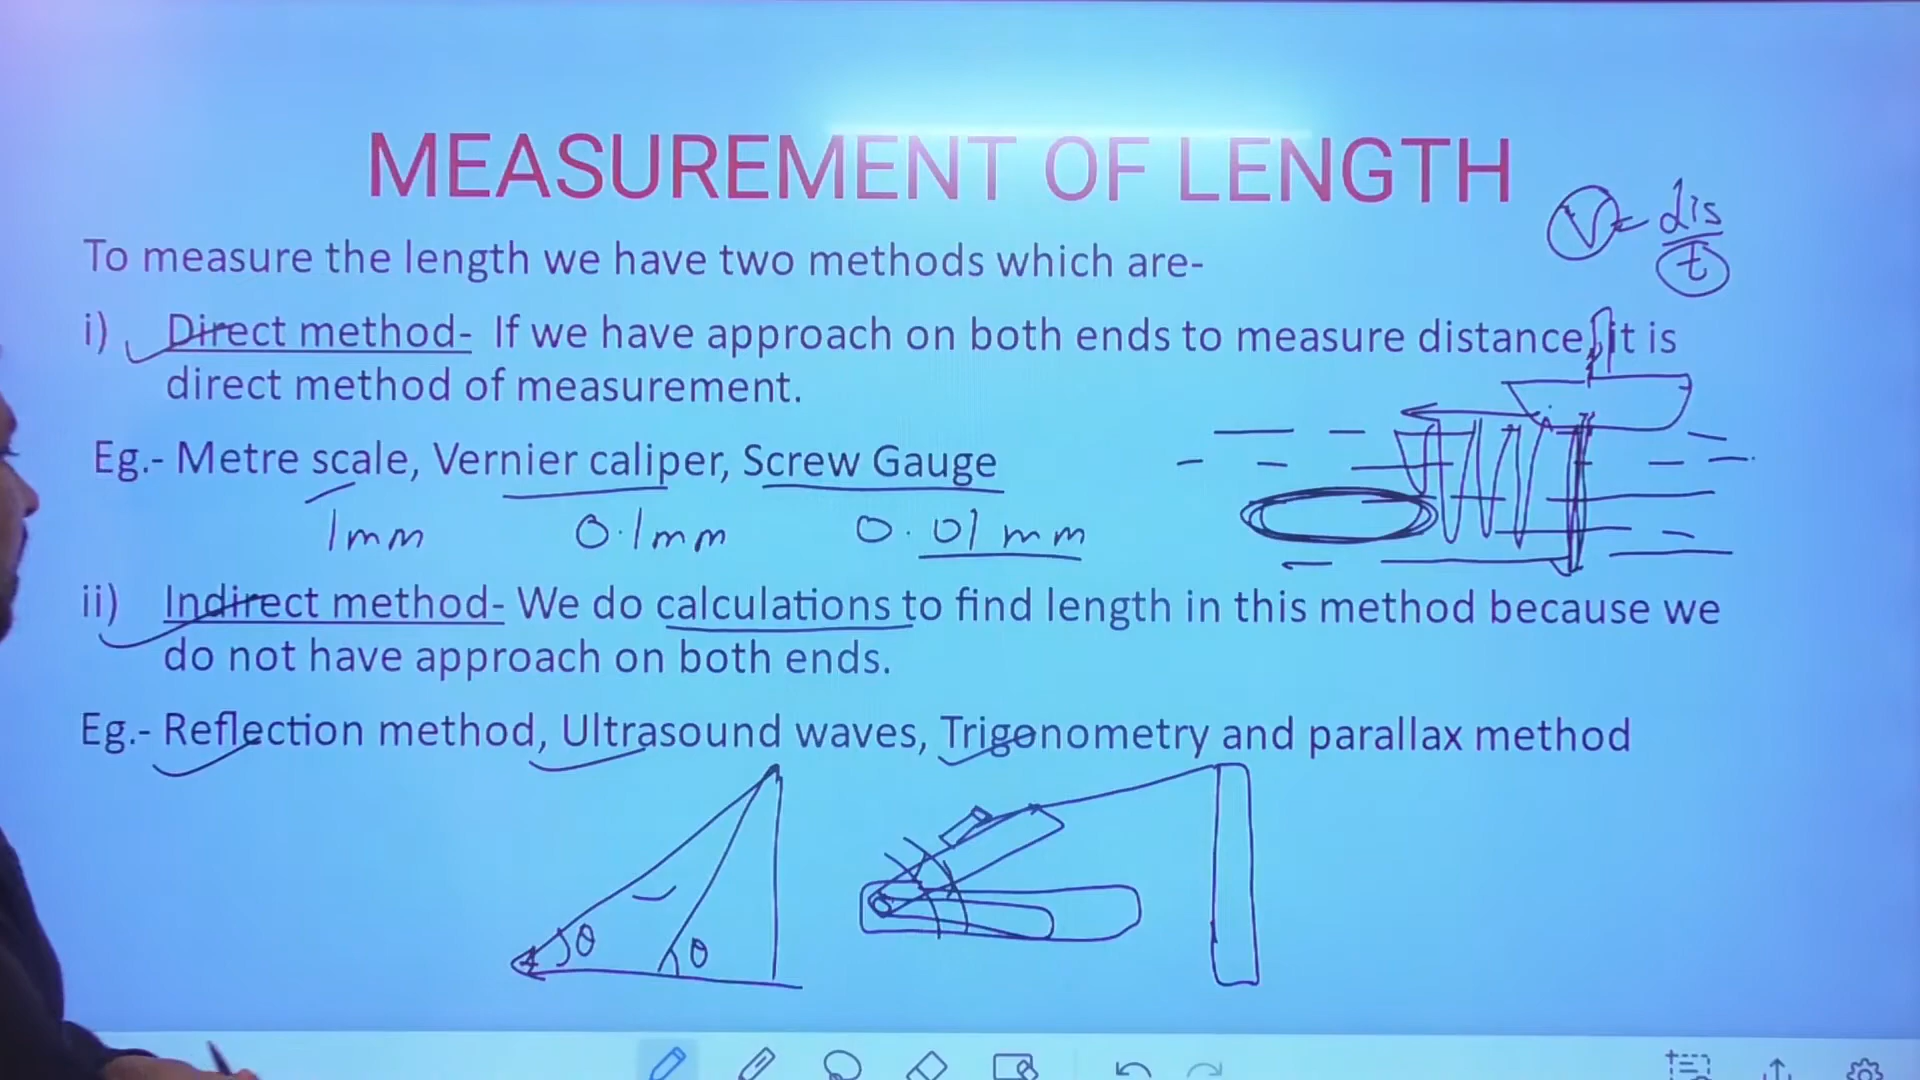 MEASUREMENT OF LENGTH
V = dis
t
To measure the length we have two methods which are-
i) Direct method- If we have approach on both ends to measure distance, it is
direct method of measurement.
Eg.- Metre scale, Vernier caliper, Screw Gauge
1mm 0.1mm 0.01 mm
ii) Indirect method- We do calculations to find length in this method because we
do not have approach on both ends.
Eg.- Reflection method, Ultrasound waves, Trigonometry and parallax method
θ θ